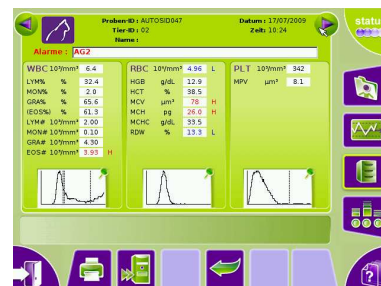 Proben-ID : AUTOSID047
Datum : 17/07/2009
Tier-ID : 02
Zeit: 10:24
Name :
status
Alarme : AG2
WBC 10³/mm³ 6.4
LYM% % 32.4
MON% % 2.0
GRA% % 65.6
(EOS%) % 61.3
LYM# 10³/mm³ 2.00
MON# 10³/mm³ 0.10
GRA# 10³/mm³ 4.30
EOS# 10³/mm³ 3.93 H
RBC 10⁶/mm³ 4.96 L
HGB g/dL 12.9
HCT % 38.5
MCV µm³ 78 H
MCH pg 26.0 H
MCHC g/dL 33.5
RDW % 13.3 L
PLT 10³/mm³ 342
MPV µm³ 8.1